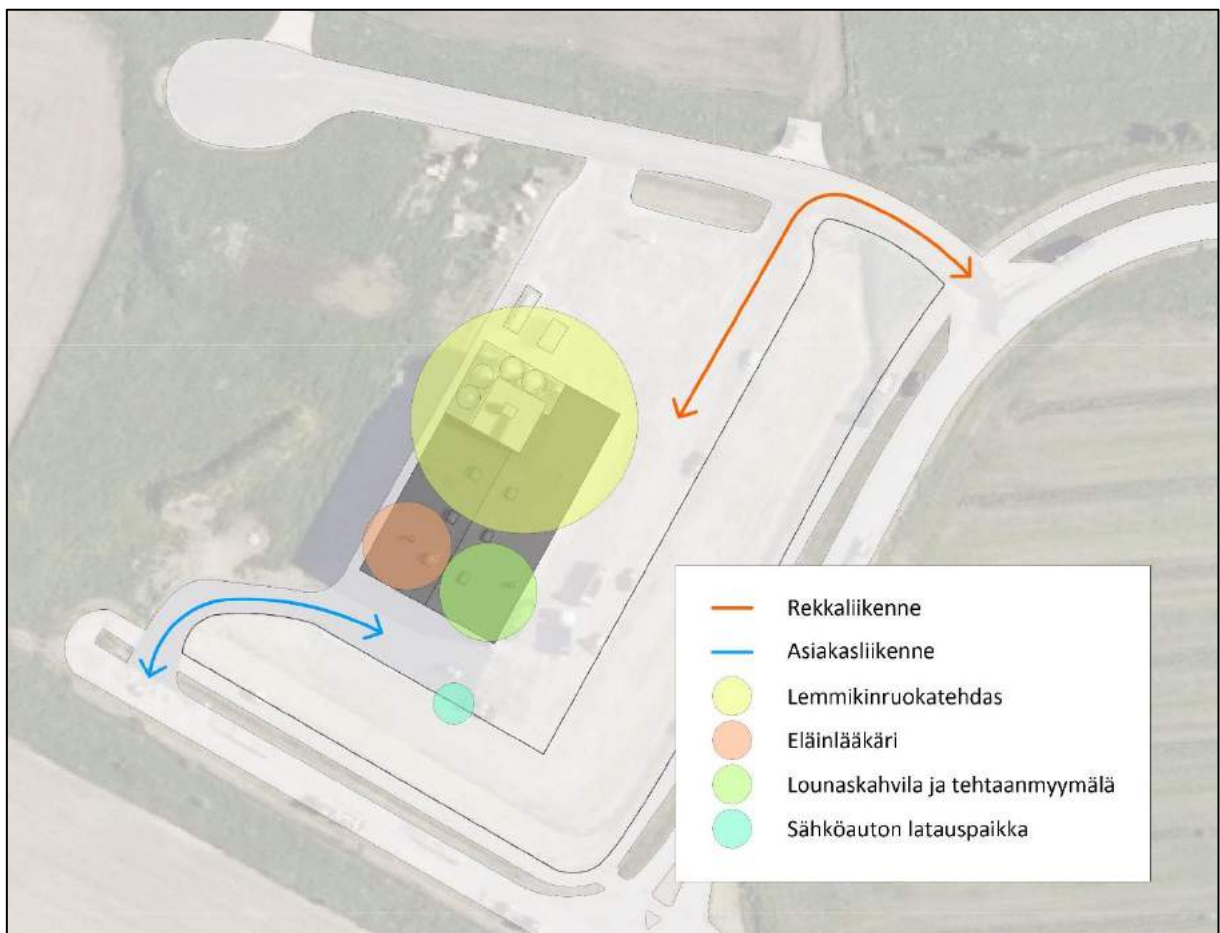 Rekkaliikenne
Asiakasliikenne
Lemmikinruokatehdas
Eläinlääkäri
Lounaskahvila ja tehtaanmyymälä
Sähköauton latauspaikka